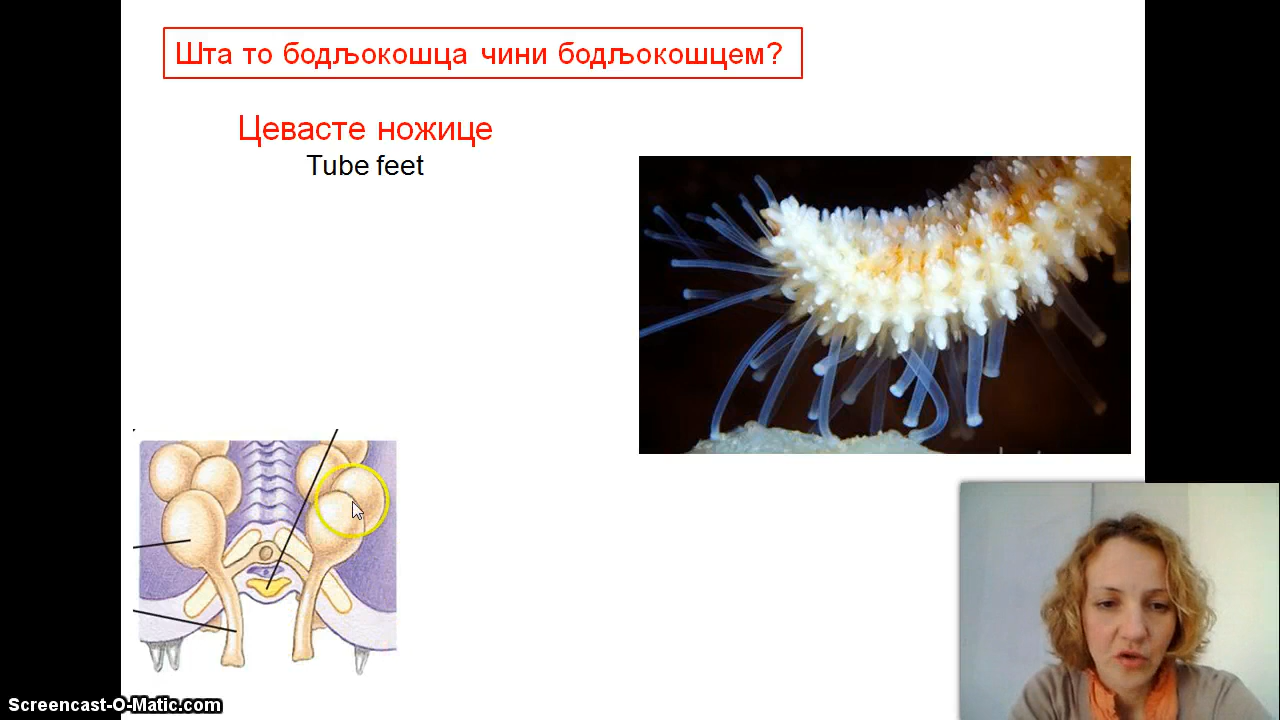 Шта то бодљокошца чини бодљокошцем?
Цевасте ножице
Tube feet
Screencast-O-Matic.com